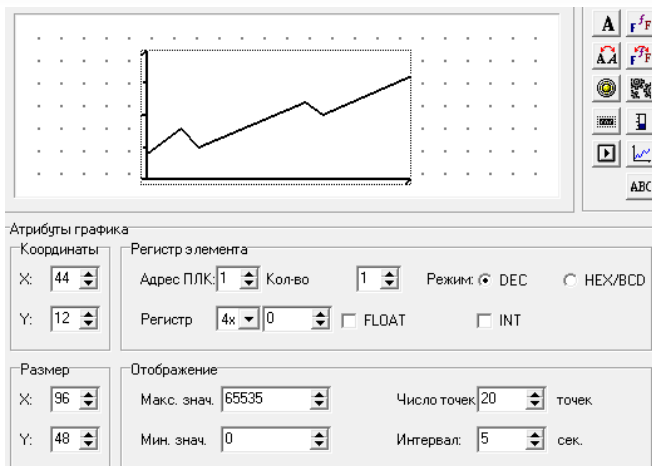 A F f F
A A F f F
ABC
Атрибуты графика
Координаты Регистр элемента
X: 44 Адрес ПЛК: 1 Кол-во 1 Режим: DEC HEX/BCD
Y: 12 Регистр 4x 0 FLOAT INT
Размер Отображение
X: 96 Макс. знач. 65535 Число точек 20 точек
Y: 48 Мин. знач. 0 Интервал: 5 сек.